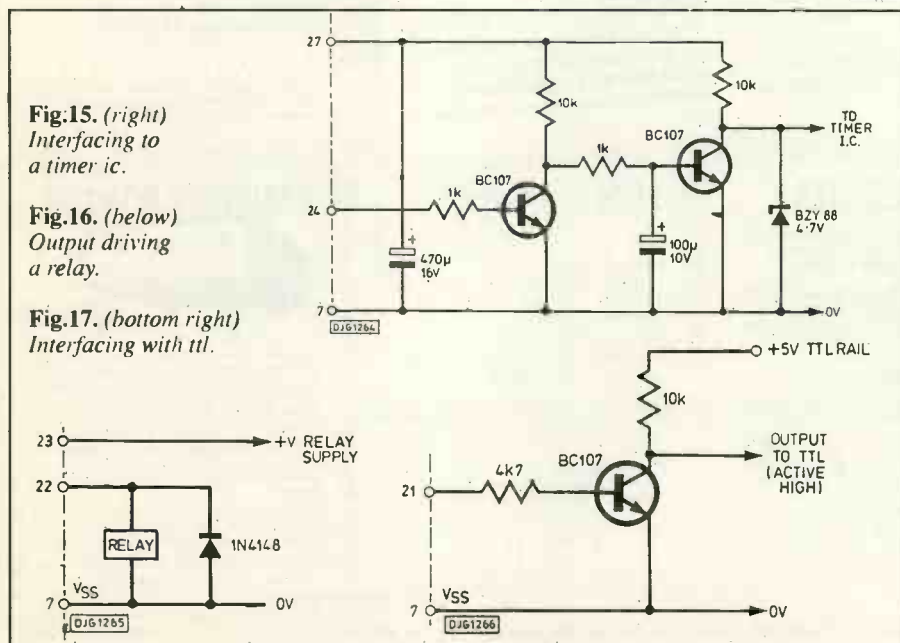 Fig.15. (right)
Interfacing to
a timer ic.
Fig.16. (below)
Output driving
a relay.
Fig.17. (bottom right)
Interfacing with ttl.
27
10k
10k
BC107
TO
TIMER
I.C.
1k
BC107
1k
24
+
470µ
16V
+
100µ
10V
BZY 88
4·7V
7
0V
DJG1264
+5V TTL RAIL
10k
23
+V RELAY
SUPPLY
22
RELAY
1N4148
7
VSS
0V
DJG1265
BC107
OUTPUT
TO TTL
(ACTIVE
HIGH)
4k7
21
7
VSS
0V
DJG1266